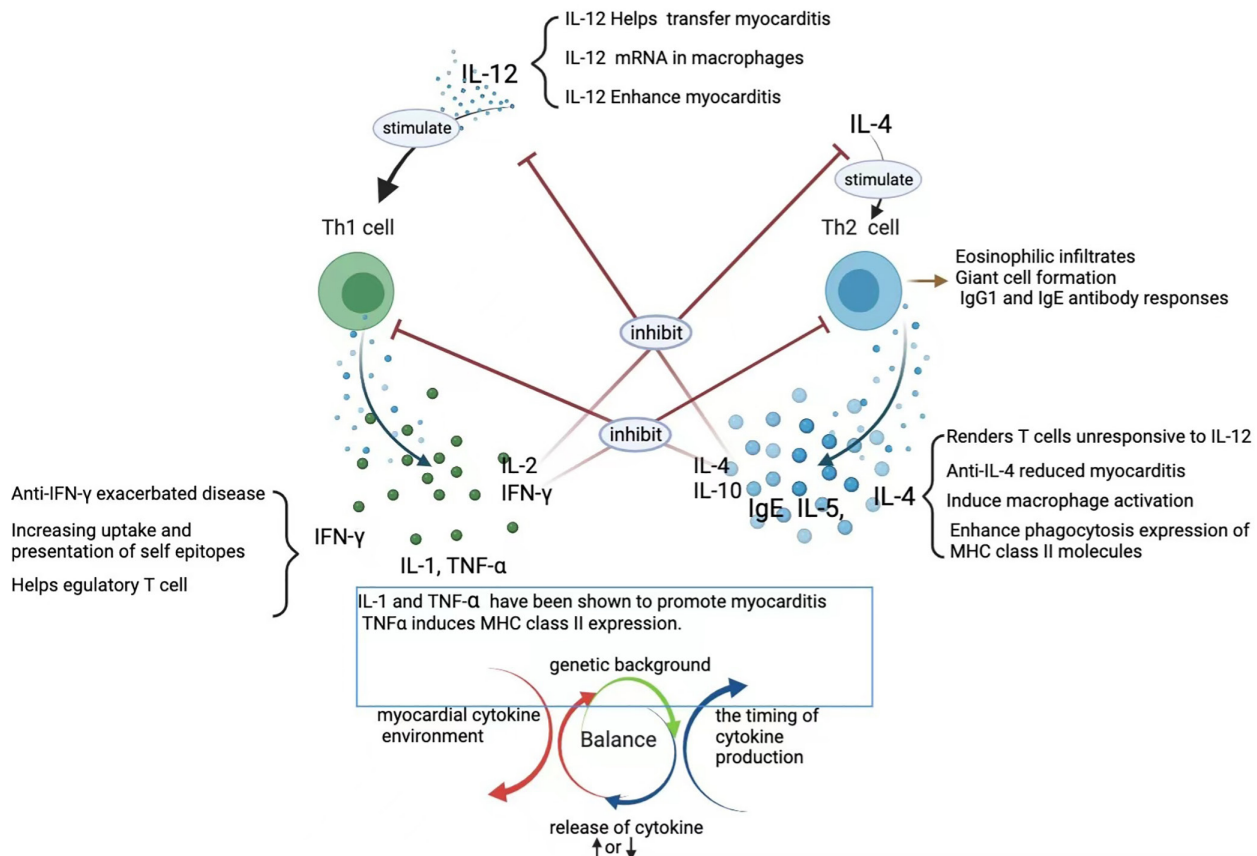 IL-12 Helps transfer myocarditis
IL-12 mRNA in macrophages
IL-12 Enhance myocarditis
IL-12
stimulate
Th1 cell
IL-4
stimulate
Th2 cell
Eosinophilic infiltrates
Giant cell formation
IgG1 and IgE antibody responses
inhibit
inhibit
IL-2
IFN-γ
IL-4
IL-10
IgE IL-5,
IL-4
Renders T cells unresponsive to IL-12
Anti-IL-4 reduced myocarditis
Induce macrophage activation
Enhance phagocytosis expression of
MHC class II molecules
Anti-IFN-γ exacerbated disease
Increasing uptake and
presentation of self epitopes
Helps egulatory T cell
IFN-γ
IL-1, TNF-α
IL-1 and TNF-α have been shown to promote myocarditis
TNFα induces MHC class II expression.
genetic background
myocardial cytokine
environment
Balance
the timing of
cytokine
production
release of cytokine
↑ or ↓